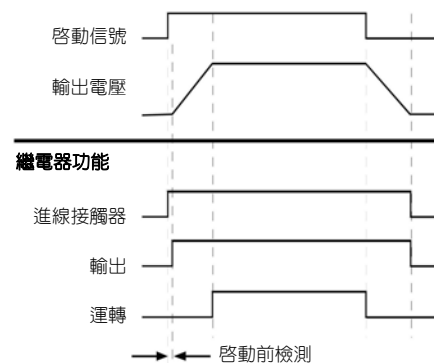 啓動信號
輸出電壓
繼電器功能
進線接觸器
輸出
運轉
啓動前檢測